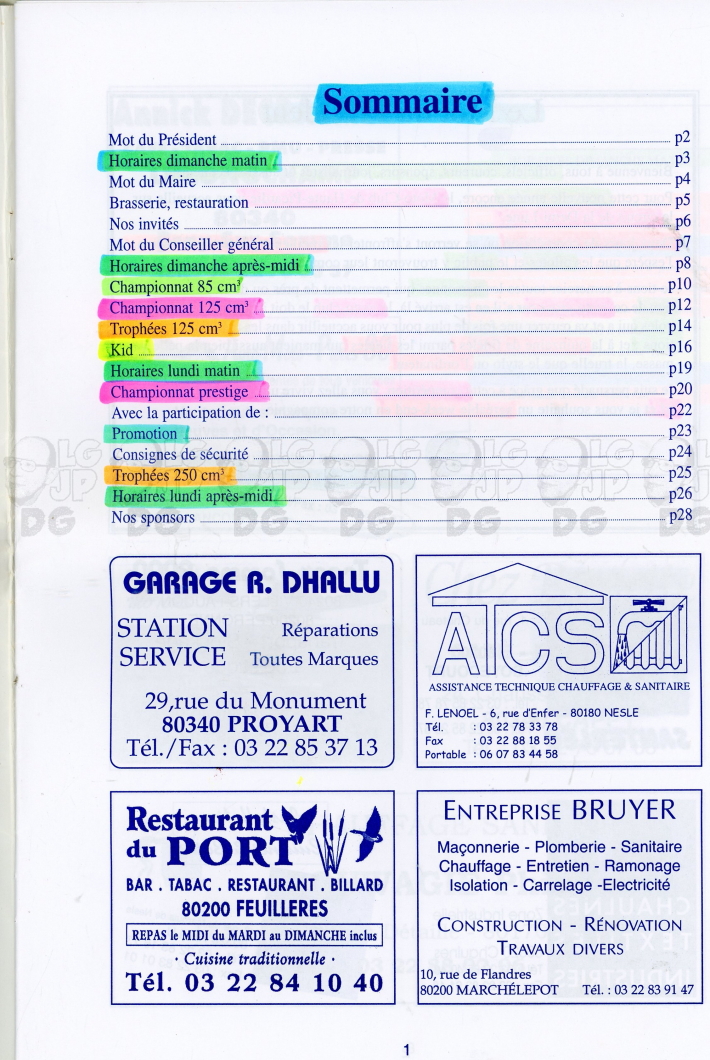 Sommaire
Mot du Président p2
Horaires dimanche matin p3
Mot du Maire p4
Brasserie, restauration p5
Nos invités p6
Mot du Conseiller général p7
Horaires dimanche après-midi p8
Championnat 85 cm³ p10
Championnat 125 cm³ p12
Trophées 125 cm³ p14
Kid p16
Horaires lundi matin p19
Championnat prestige p20
Avec la participation de : p22
Promotion p23
Consignes de sécurité p24
Trophées 250 cm³ p25
Horaires lundi après-midi p26
Nos sponsors p28
LG JP DG
GARAGE R. DHALLU
STATION SERVICE
Réparations
Toutes Marques
29,rue du Monument
80340 PROYART
Tél./Fax : 03 22 85 37 13
ATCS
ASSISTANCE TECHNIQUE CHAUFFAGE & SANITAIRE
F. LENOEL - 6, rue d'Enfer - 80180 NESLE
Tél. : 03 22 78 33 78
Fax : 03 22 88 18 55
Portable : 06 07 83 44 58
Restaurant
du PORT
BAR . TABAC . RESTAURANT . BILLARD
80200 FEUILLERES
REPAS le MIDI du MARDI au DIMANCHE inclus
· Cuisine traditionnelle ·
Tél. 03 22 84 10 40
ENTREPRISE BRUYER
Maçonnerie - Plomberie - Sanitaire
Chauffage - Entretien - Ramonage
Isolation - Carrelage -Electricité
CONSTRUCTION - RÉNOVATION
TRAVAUX DIVERS
10, rue de Flandres
80200 MARCHÉLEPOT Tél. : 03 22 83 91 47
1